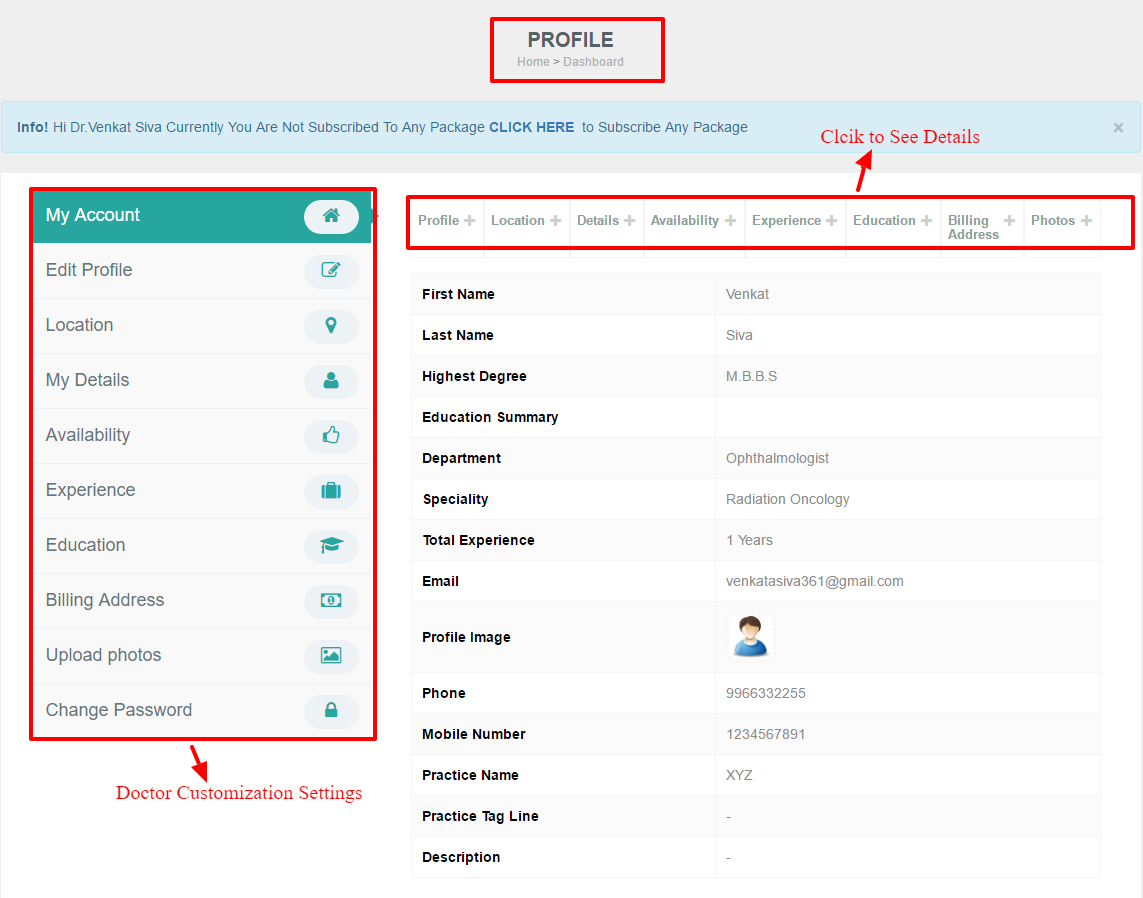 PROFILE
Home > Dashboard
Info! Hi Dr.Venkat Siva Currently You Are Not Subscribed To Any Package CLICK HERE to Subscribe Any Package ×
Clcik to See Details
My Account
Edit Profile
Location
My Details
Availability
Experience
Education
Billing Address
Upload photos
Change Password
Doctor Customization Settings
Profile + Location + Details + Availability + Experience + Education + Billing Address + Photos +
First Name Venkat
Last Name Siva
Highest Degree M.B.B.S
Education Summary
Department Ophthalmologist
Speciality Radiation Oncology
Total Experience 1 Years
Email venkatasiva361@gmail.com
Profile Image
Phone 9966332255
Mobile Number 1234567891
Practice Name XYZ
Practice Tag Line -
Description -